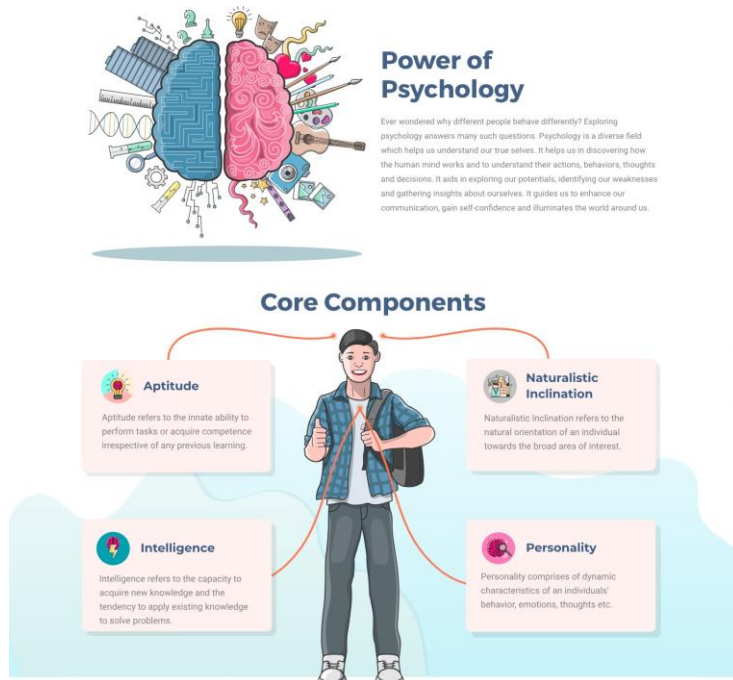 Power of
Psychology
Ever wondered why different people behave differently? Exploring
psychology answers many such questions. Psychology is a diverse field
which helps us understand our true selves. It helps us in discovering how
the human mind works and to understand their actions, behaviors, thoughts
and decisions. It aids in exploring our potentials, identifying our weaknesses
and gathering insights about ourselves. It guides us to enhance our
communication, gain self-confidence and illuminates the world around us.
Core Components
Aptitude
Aptitude refers to the innate ability to
perform tasks or acquire competence
irrespective of any previous learning.
Naturalistic
Inclination
Naturalistic Inclination refers to the
natural orientation of an individual
towards the broad area of interest.
Intelligence
Intelligence refers to the capacity to
acquire new knowledge and the
tendency to apply existing knowledge
to solve problems.
Personality
Personality comprises of dynamic
characteristics of an individuals'
behavior, emotions, thoughts etc.